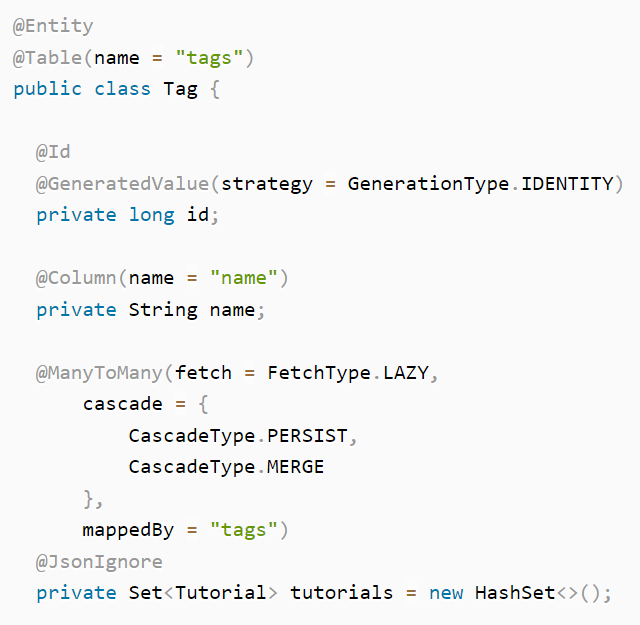 @Entity
@Table(name = "tags")
public class Tag {
@Id
@GeneratedValue(strategy = GenerationType.IDENTITY)
private long id;
@Column(name = "name")
private String name;
@ManyToMany(fetch = FetchType.LAZY,
cascade = {
CascadeType.PERSIST,
CascadeType.MERGE
},
mappedBy = "tags")
@JsonIgnore
private Set<Tutorial> tutorials = new HashSet<>();